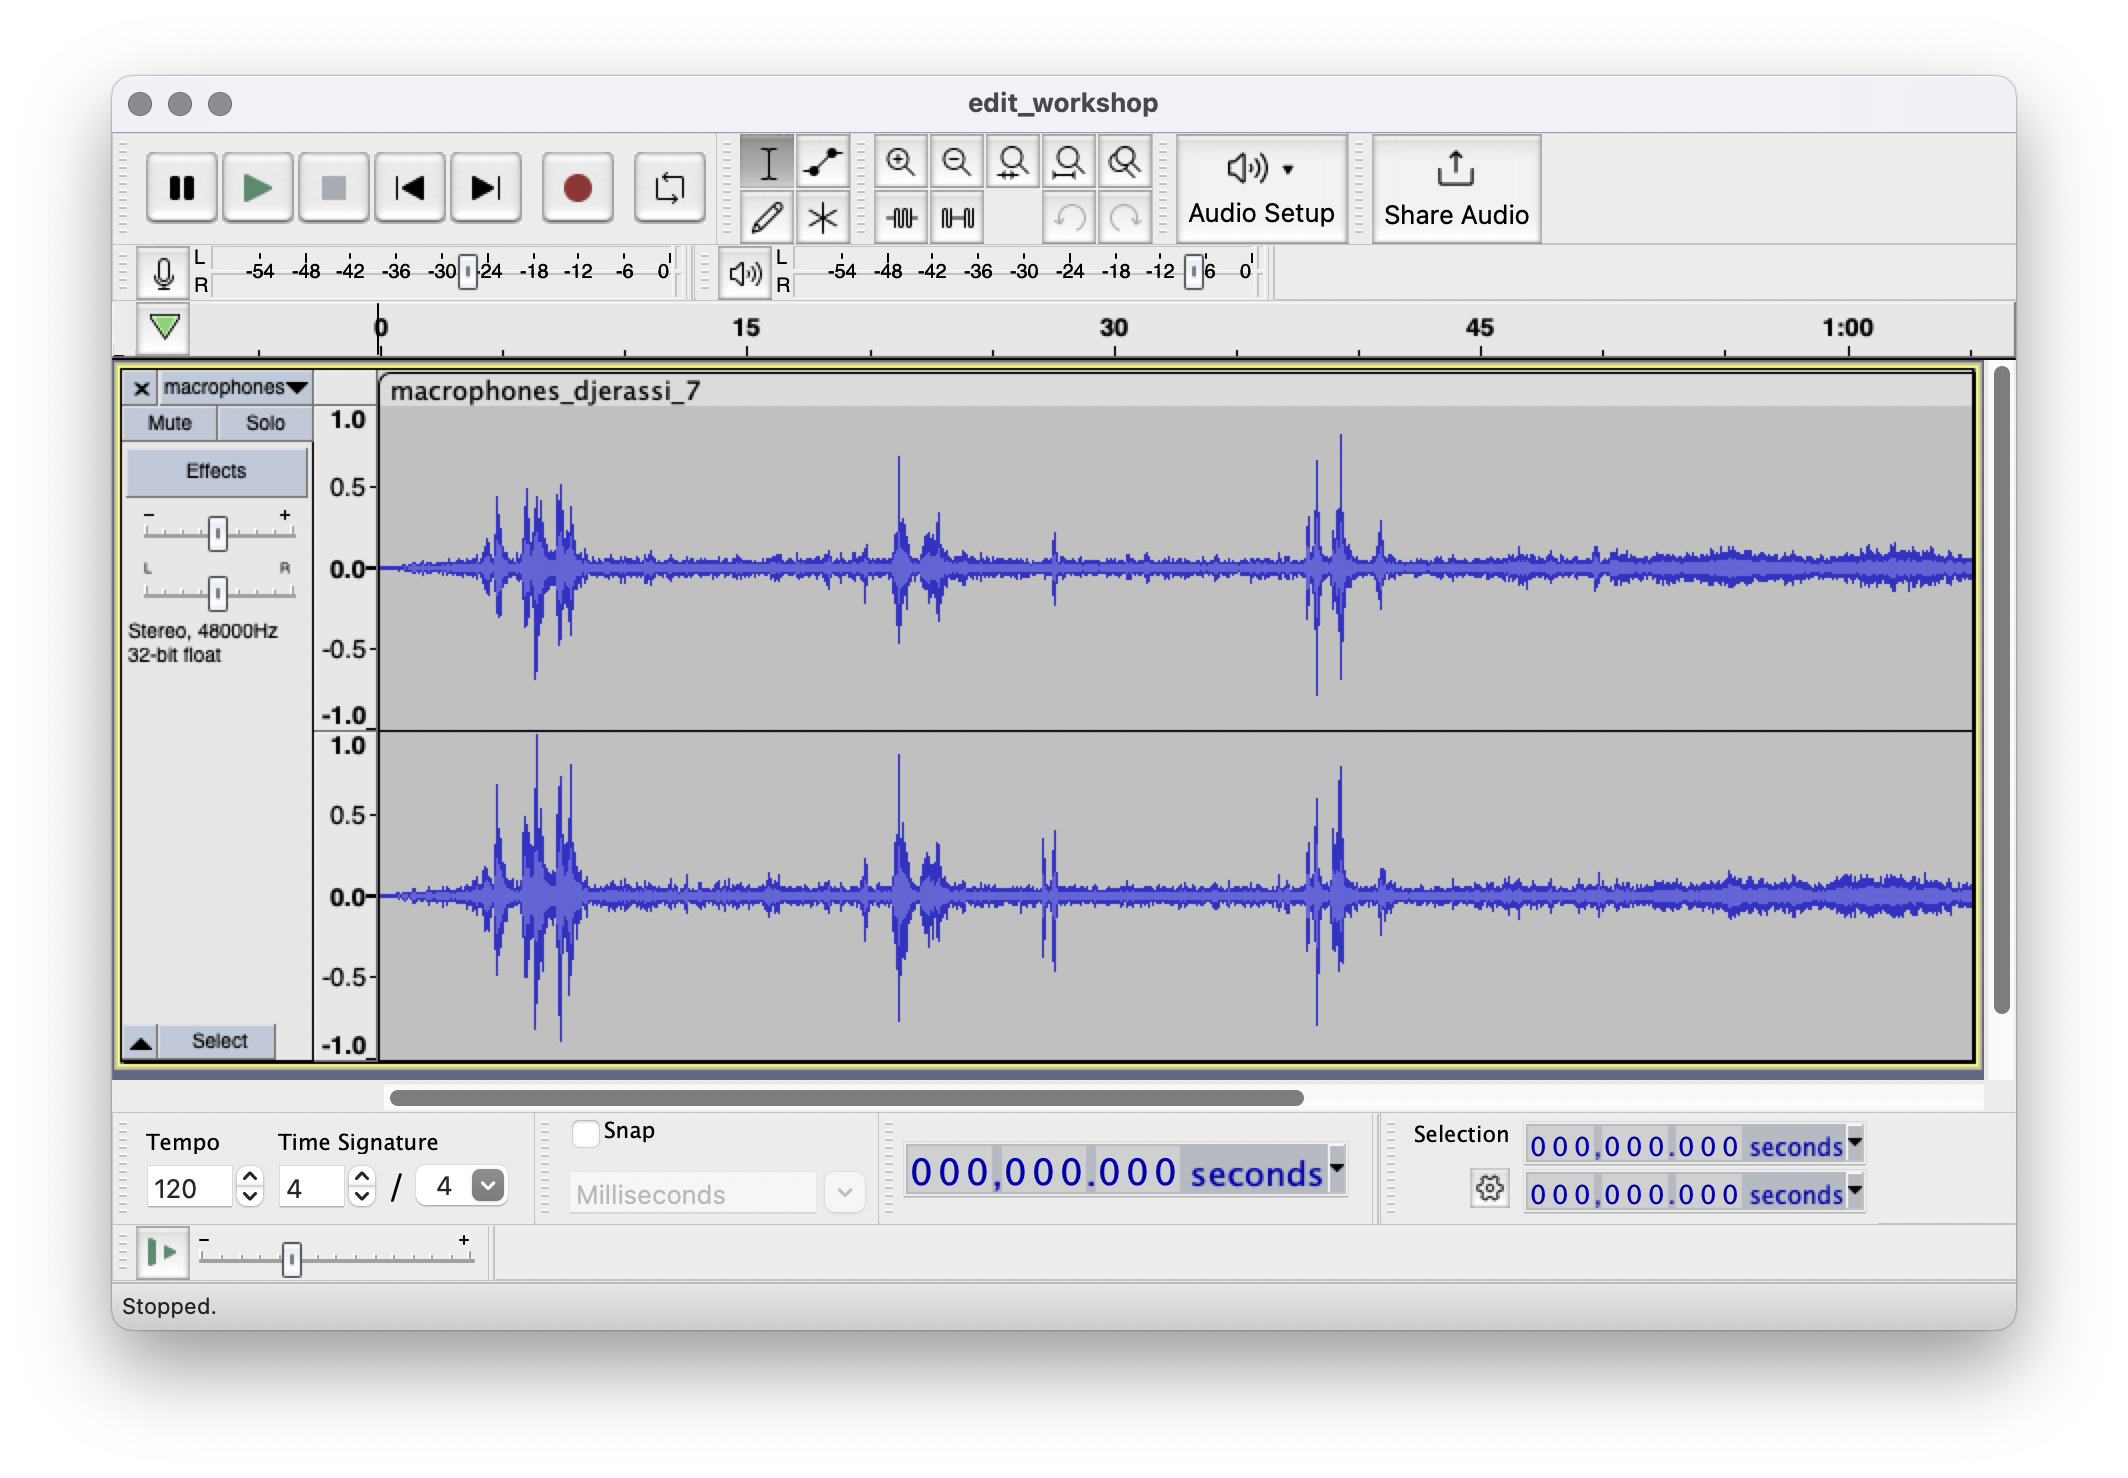 edit_workshop
Audio Setup
Share Audio
L
R
-54 -48 -42 -36 -30 -24 -18 -12 -6 0
L
R
-54 -48 -42 -36 -30 -24 -18 -12 6 0
0 15 30 45 1:00
macrophones
macrophones_djerassi_7
Mute Solo
Effects
- +
L R
Stereo, 48000Hz
32-bit float
Select
1.0
0.5
0.0
-0.5
-1.0
1.0
0.5
0.0
-0.5
-1.0
Tempo
120
Time Signature
4 / 4
Snap
Milliseconds
000,000.000 seconds
Selection
000,000.000 seconds
000,000.000 seconds
- +
Stopped.